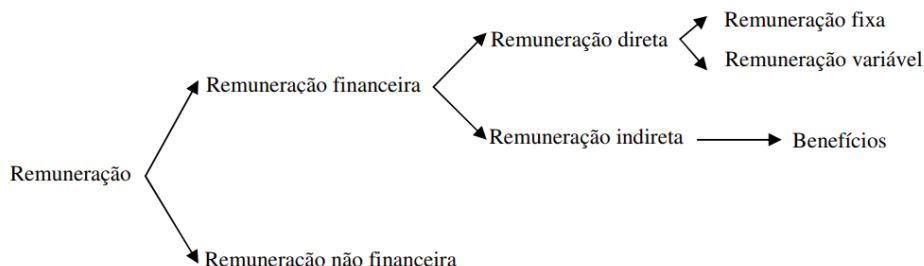 Remuneração fixa
Remuneração direta
Remuneração variável
Remuneração financeira
Remuneração indireta
Benefícios
Remuneração
Remuneração não financeira